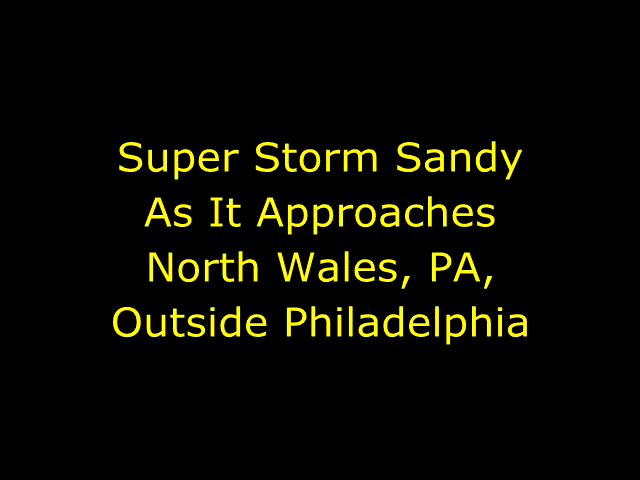 Super Storm Sandy
As It Approaches
North Wales, PA,
Outside Philadelphia